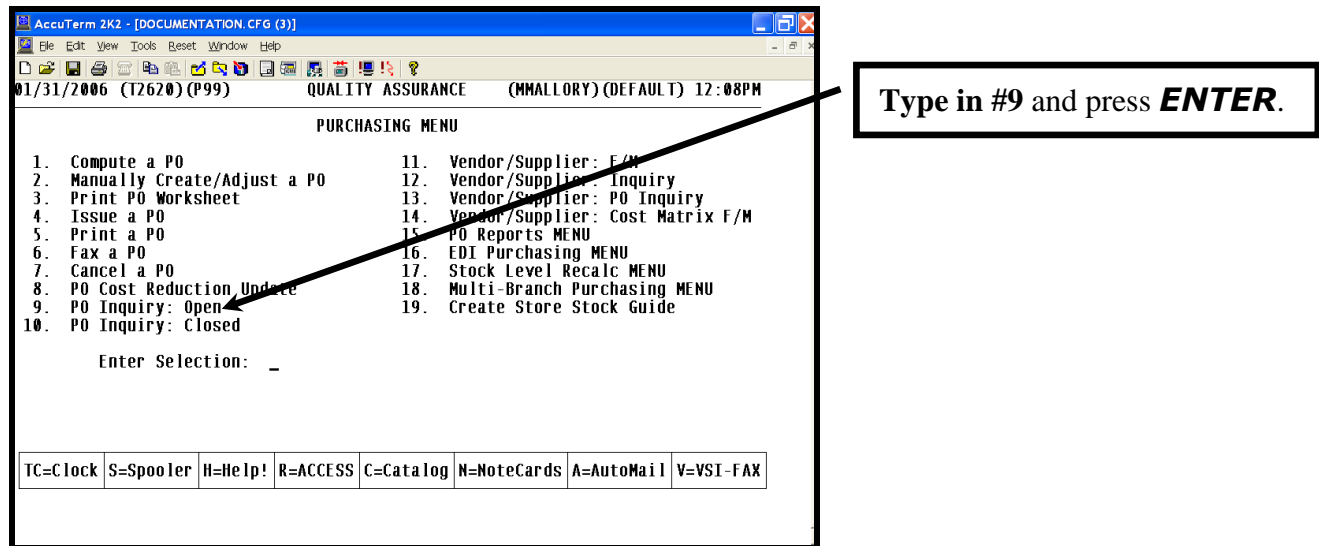 AccuTerm 2K2 - [DOCUMENTATION.CFG (3)]
File Edit View Tools Reset Window Help
01/31/2006 (T2620)(P99) QUALITY ASSURANCE (MMALLORY)(DEFAULT) 12:08PM
PURCHASING MENU
1. Compute a PO 11. Vendor/Supplier: F/M
2. Manually Create/Adjust a PO 12. Vendor/Supplier: Inquiry
3. Print PO Worksheet 13. Vendor/Supplier: PO Inquiry
4. Issue a PO 14. Vendor/Supplier: Cost Matrix F/M
5. Print a PO 15. PO Reports MENU
6. Fax a PO 16. EDI Purchasing MENU
7. Cancel a PO 17. Stock Level Recalc MENU
8. PO Cost Reduction Update 18. Multi-Branch Purchasing MENU
9. PO Inquiry: Open 19. Create Store Stock Guide
10. PO Inquiry: Closed
Enter Selection: _
TC=Clock S=Spooler H=Help! R=ACCESS C=Catalog N=NoteCards A=AutoMail V=VSI-FAX
Type in #9 and press ENTER.